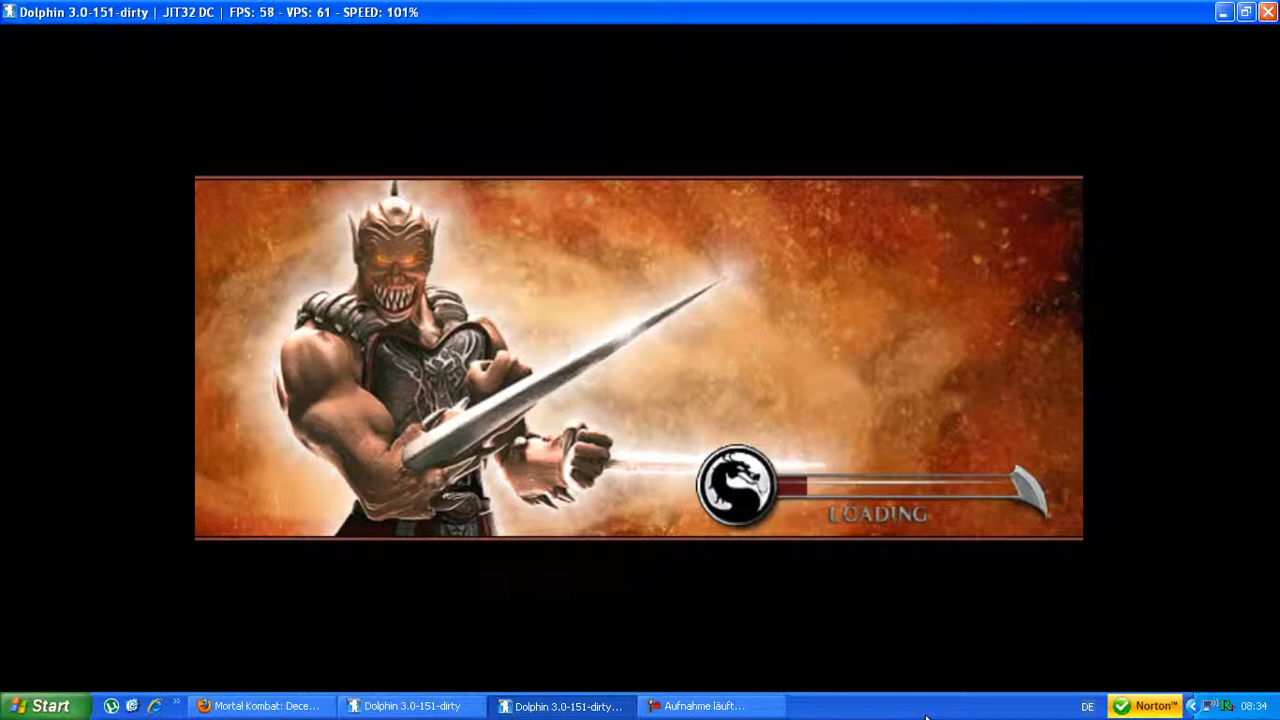 Dolphin 3.0-151-dirty | JIT32 DC | FPS: 58 - VPS: 61 - SPEED: 101%
LOADING
Start
Mortal Kombat: Dece...
Dolphin 3.0-151-dirty
Dolphin 3.0-151-dirty...
Aufnahme läuft...
DE
Norton™
08:34